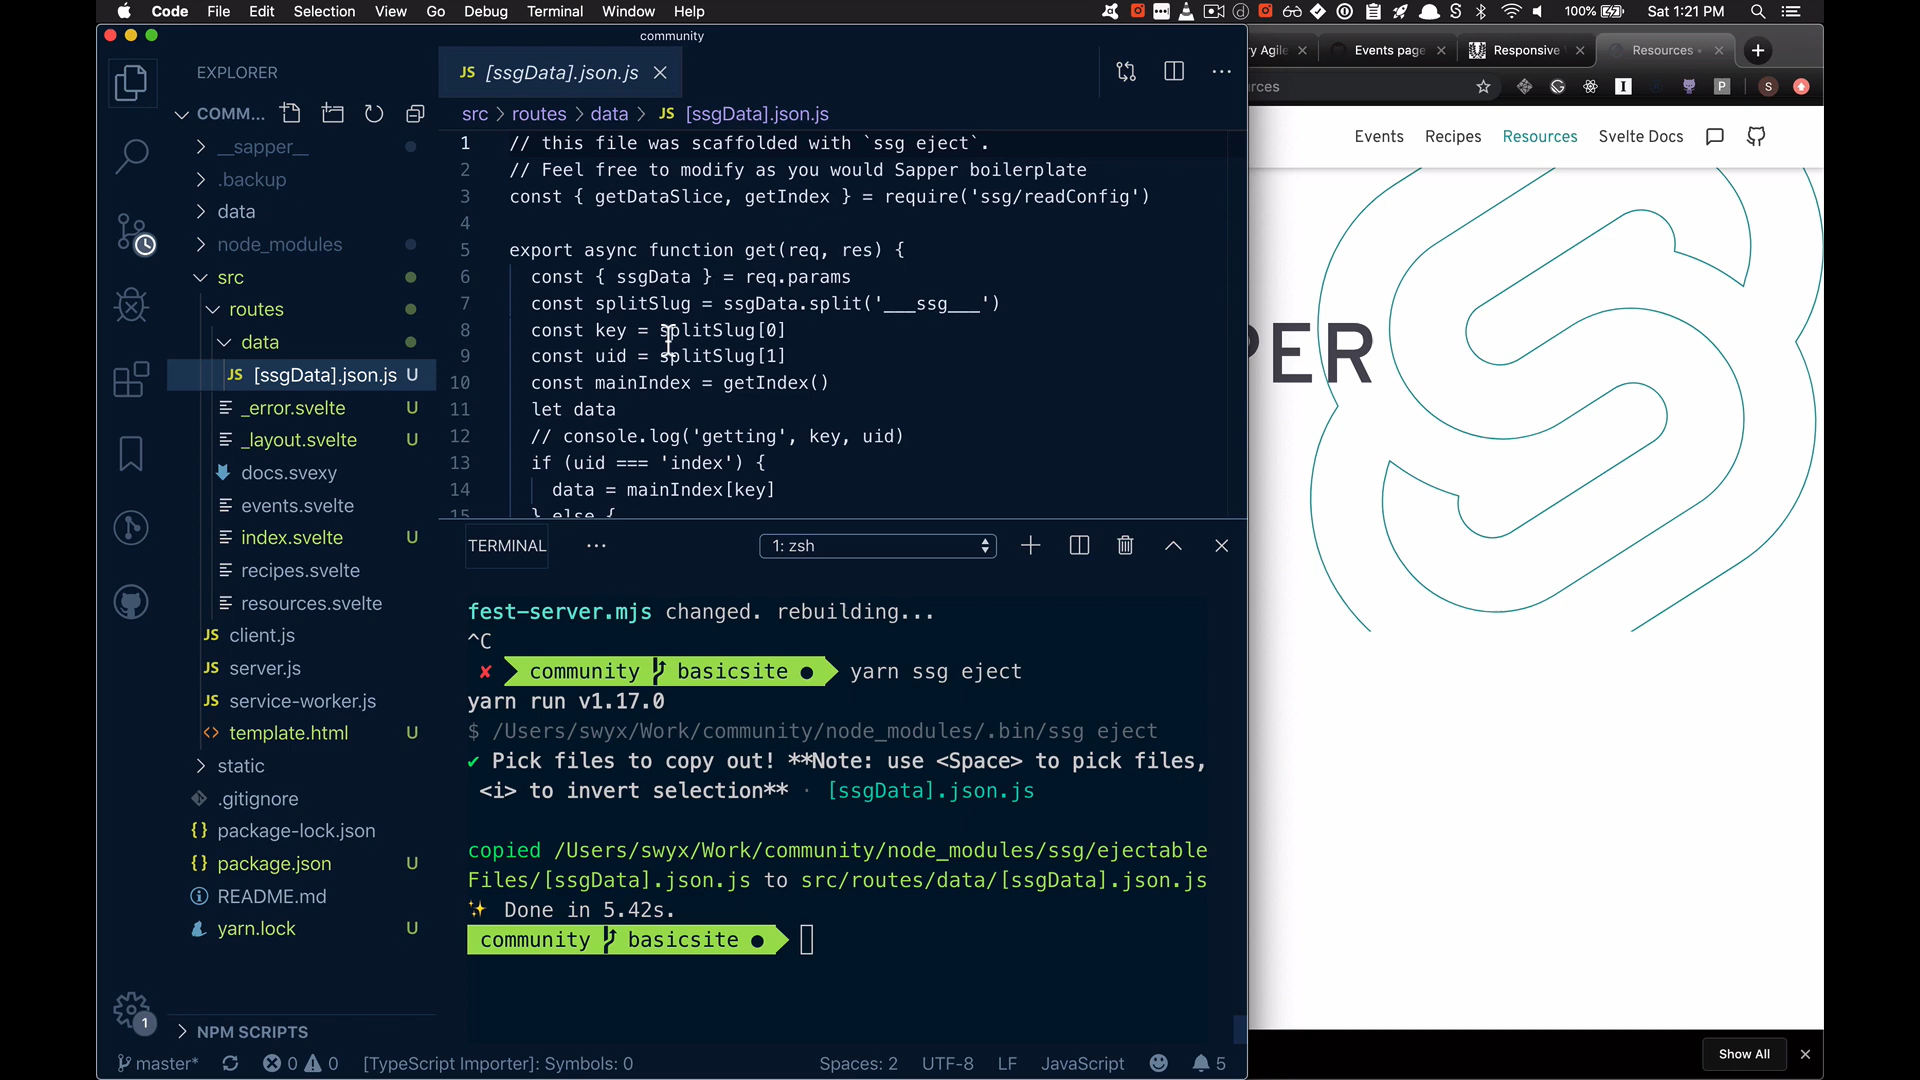 Code File Edit Selection View Go Debug Terminal Window Help
100% Sat 1:21 PM
community
EXPLORER
COMM...
__sapper__
.backup
data
node_modules
src
routes
data
JS [ssgData].json.js U
_error.svelte U
_layout.svelte U
docs.svexy
events.svelte
index.svelte U
recipes.svelte
resources.svelte
JS client.js
JS server.js
JS service-worker.js
<> template.html U
static
.gitignore
{} package-lock.json
{} package.json U
README.md
yarn.lock U
NPM SCRIPTS
1
JS [ssgData].json.js
src > routes > data > JS [ssgData].json.js
1 // this file was scaffolded with `ssg eject`.
2 // Feel free to modify as you would Sapper boilerplate
3 const { getDataSlice, getIndex } = require('ssg/readConfig')
4
5 export async function get(req, res) {
6 const { ssgData } = req.params
7 const splitSlug = ssgData.split('___ssg___')
8 const key = splitSlug[0]
9 const uid = splitSlug[1]
10 const mainIndex = getIndex()
11 let data
12 // console.log('getting', key, uid)
13 if (uid === 'index') {
14 data = mainIndex[key]
15 } else {
TERMINAL ··· 1: zsh
fest-server.mjs changed. rebuilding...
^C
✘ community basicsite ● yarn ssg eject
yarn run v1.17.0
$ /Users/swyx/Work/community/node_modules/.bin/ssg eject
✔ Pick files to copy out! **Note: use <Space> to pick files,
<i> to invert selection** · [ssgData].json.js
copied /Users/swyx/Work/community/node_modules/ssg/ejectable
Files/[ssgData].json.js to src/routes/data/[ssgData].json.js
✨ Done in 5.42s.
community basicsite ●
master* 0 0 [TypeScript Importer]: Symbols: 0 Spaces: 2 UTF-8 LF JavaScript 5
ry Agile Events page Responsive Resources
rces
Events Recipes Resources Svelte Docs
PER
Show All